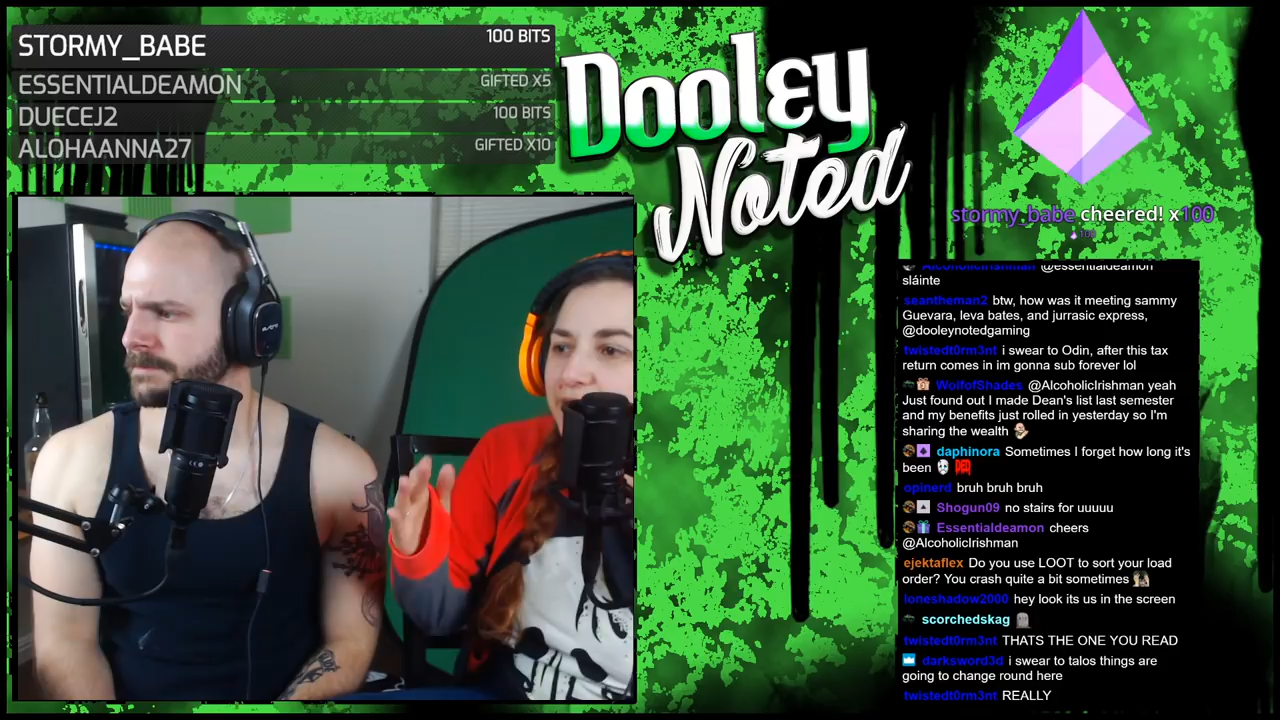 STORMY_BABE 100 BITS
ESSENTIALDEAMON GIFTED X5
DUECEJ2 100 BITS
ALOHAANNA27 GIFTED X10
Dooley
Noted
stormy_babe cheered! x100
100
AlcoholicIrishman @essentialdeamon
sláinte
seantheman2 btw, how was it meeting sammy
Guevara, leva bates, and jurrasic express,
@dooleynotedgaming
twistedt0rm3nt i swear to Odin, after this tax
return comes in im gonna sub forever lol
WolfofShades @AlcoholicIrishman yeah
Just found out I made Dean's list last semester
and my benefits just rolled in yesterday so I'm
sharing the wealth
daphinora Sometimes I forget how long it's
been DED
opinerd bruh bruh bruh
Shogun09 no stairs for uuuuu
Essentialdeamon cheers
@AlcoholicIrishman
ejektaflex Do you use LOOT to sort your load
order? You crash quite a bit sometimes
loneshadow2000 hey look its us in the screen
scorchedskag
twistedt0rm3nt THATS THE ONE YOU READ
darksword3d i swear to talos things are
going to change round here
twistedt0rm3nt REALLY